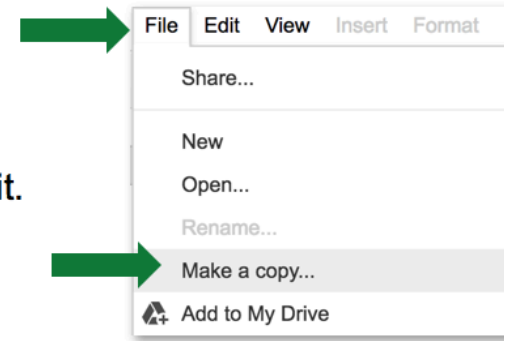 File Edit View Insert Format
Share...
New
Open...
it.
Rename...
Make a copy...
Add to My Drive